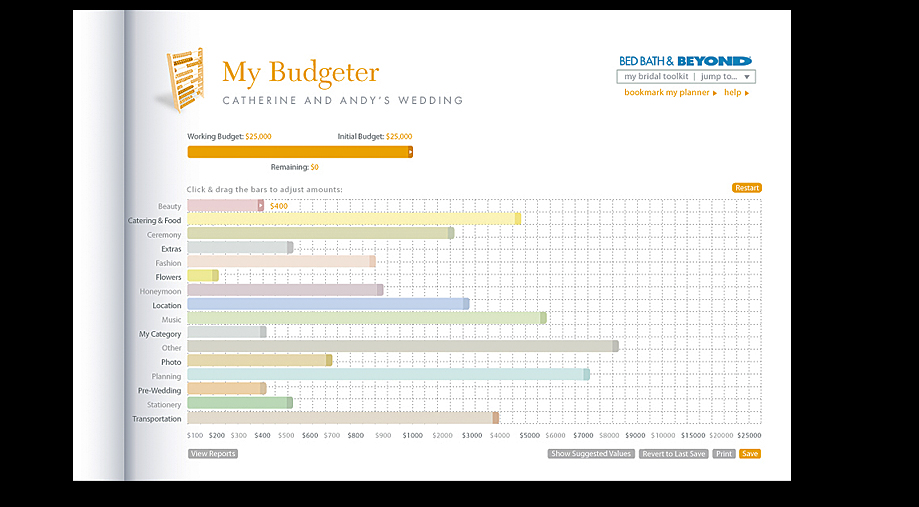 My Budgeter
CATHERINE AND ANDY'S WEDDING
BED BATH & BEYOND
my bridal toolkit | jump to...
bookmark my planner help
Working Budget: $25,000 Initial Budget: $25,000
Remaining: $0
Click & drag the bars to adjust amounts:
Restart
Beauty $400
Catering & Food
Ceremony
Extras
Fashion
Flowers
Honeymoon
Location
Music
My Category
Other
Photo
Planning
Pre-Wedding
Stationery
Transportation
$100 $200 $300 $400 $500 $600 $700 $800 $900 $1000 $2000 $3000 $4000 $5000 $6000 $7000 $8000 $9000 $10000 $15000 $20000 $25000
View Reports Show Suggested Values Revert to Last Save Print Save